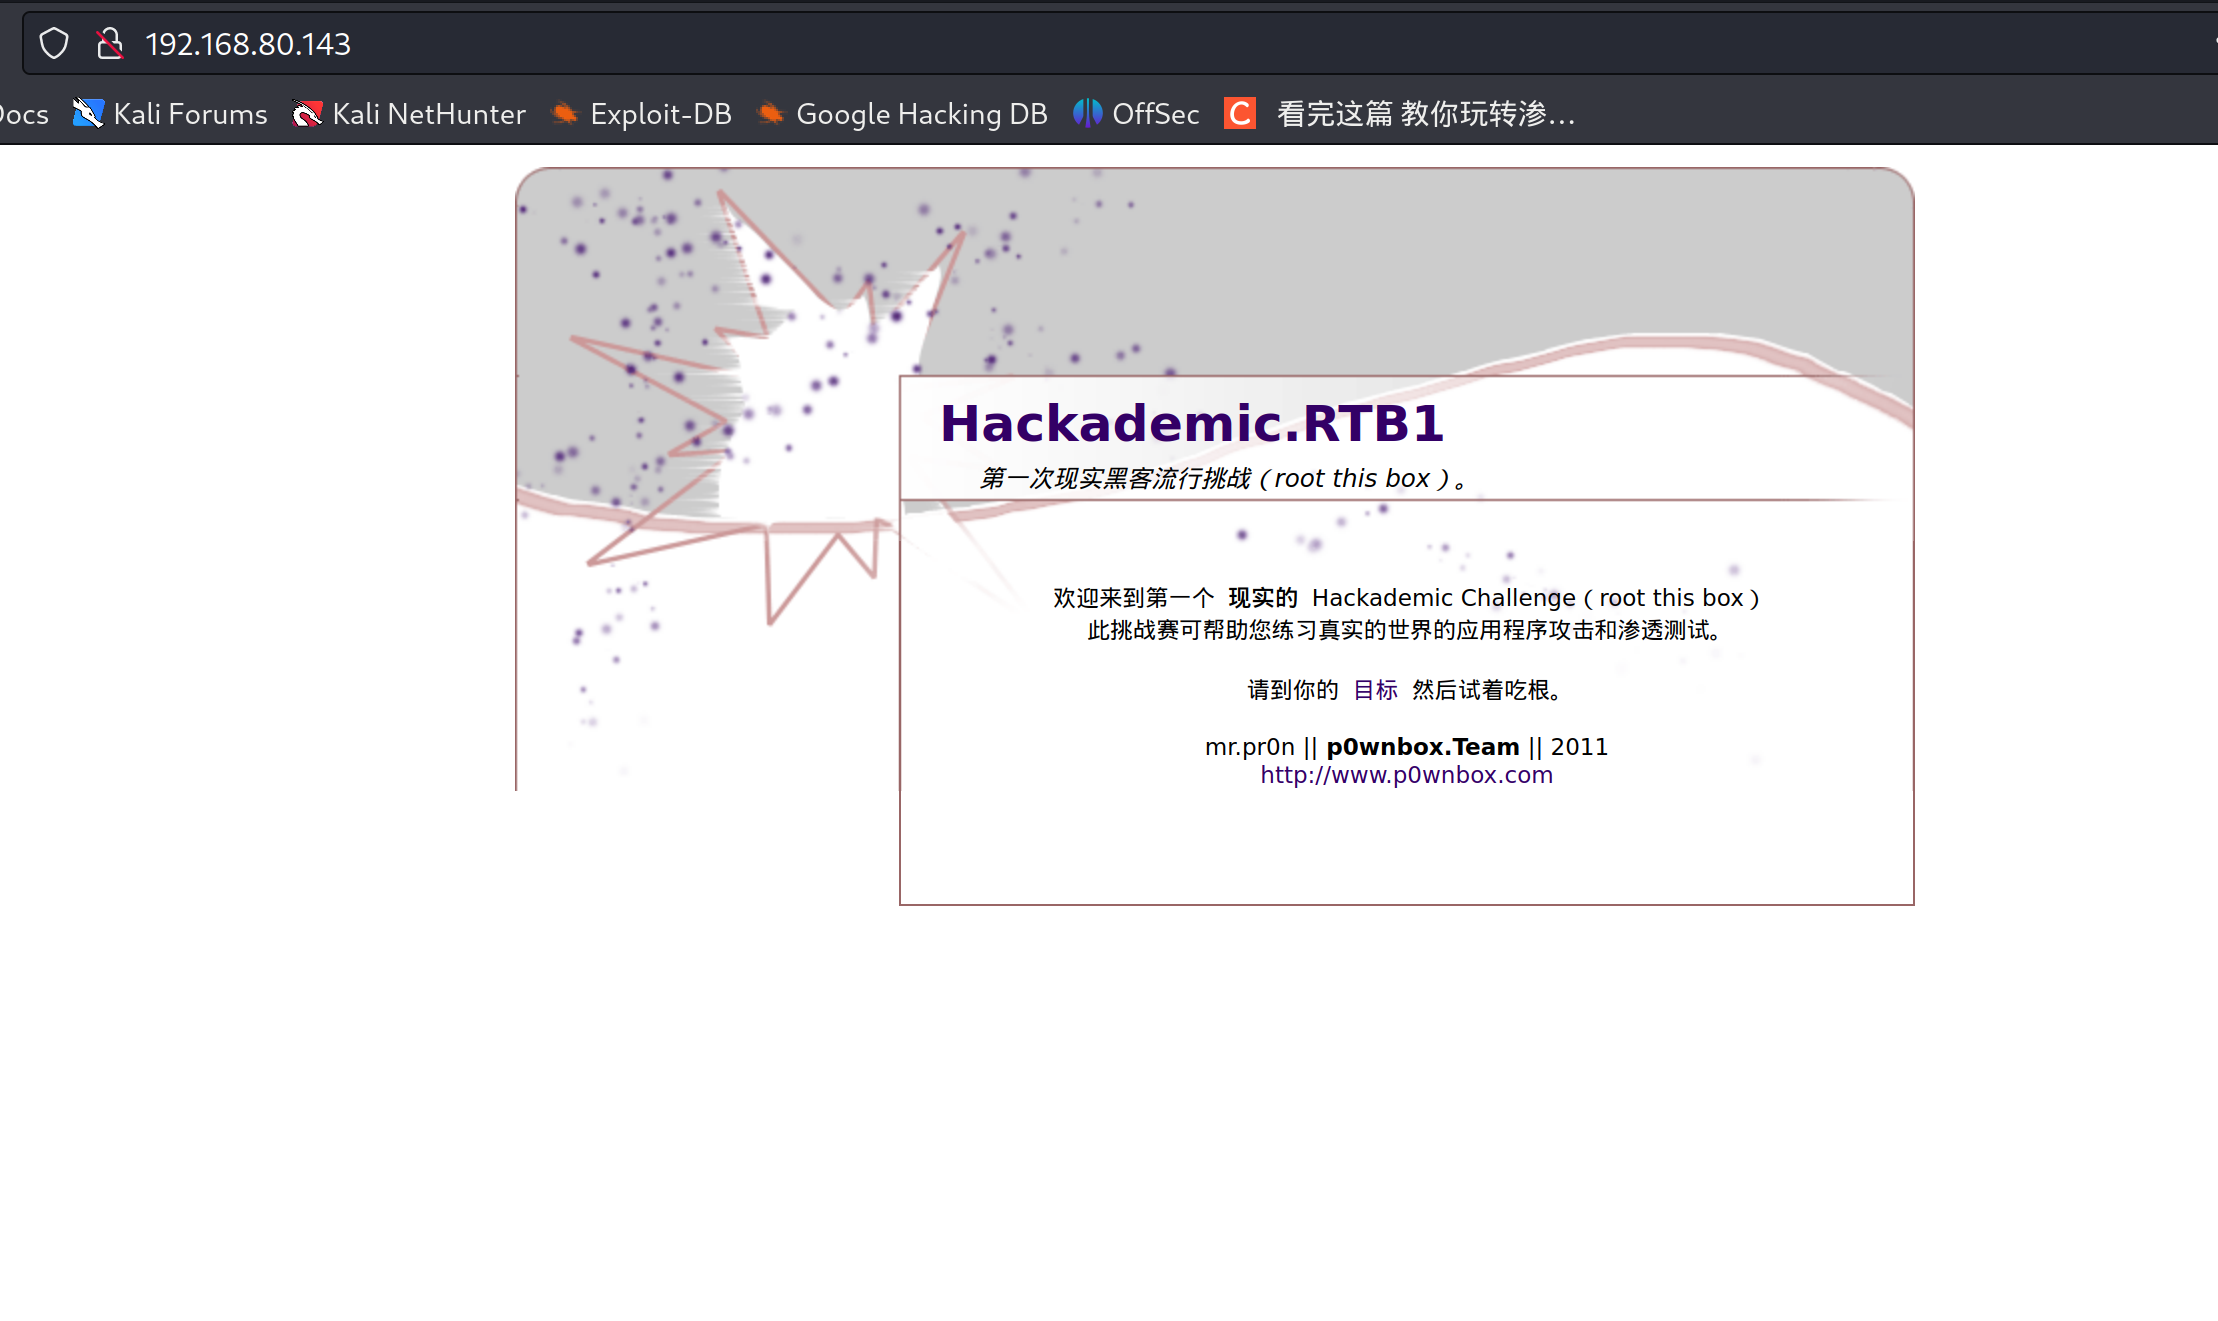 192.168.80.143
Docs Kali Forums Kali NetHunter Exploit-DB Google Hacking DB OffSec 看完这篇 教你玩转渗…
Hackademic.RTB1
第一次现实黑客流行挑战（root this box）。
欢迎来到第一个 现实的 Hackademic Challenge（root this box）
此挑战赛可帮助您练习真实的世界的应用程序攻击和渗透测试。
请到你的 目标 然后试着吃根。
mr.pr0n || p0wnbox.Team || 2011
http://www.p0wnbox.com